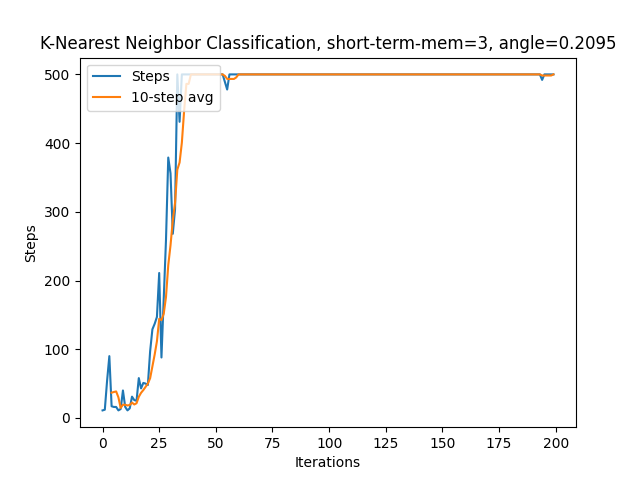 K-Nearest Neighbor Classification, short-term-mem=3, angle=0.2095
Steps
10-step avg
500
400
300
200
100
0
Steps
0 25 50 75 100 125 150 175 200
Iterations